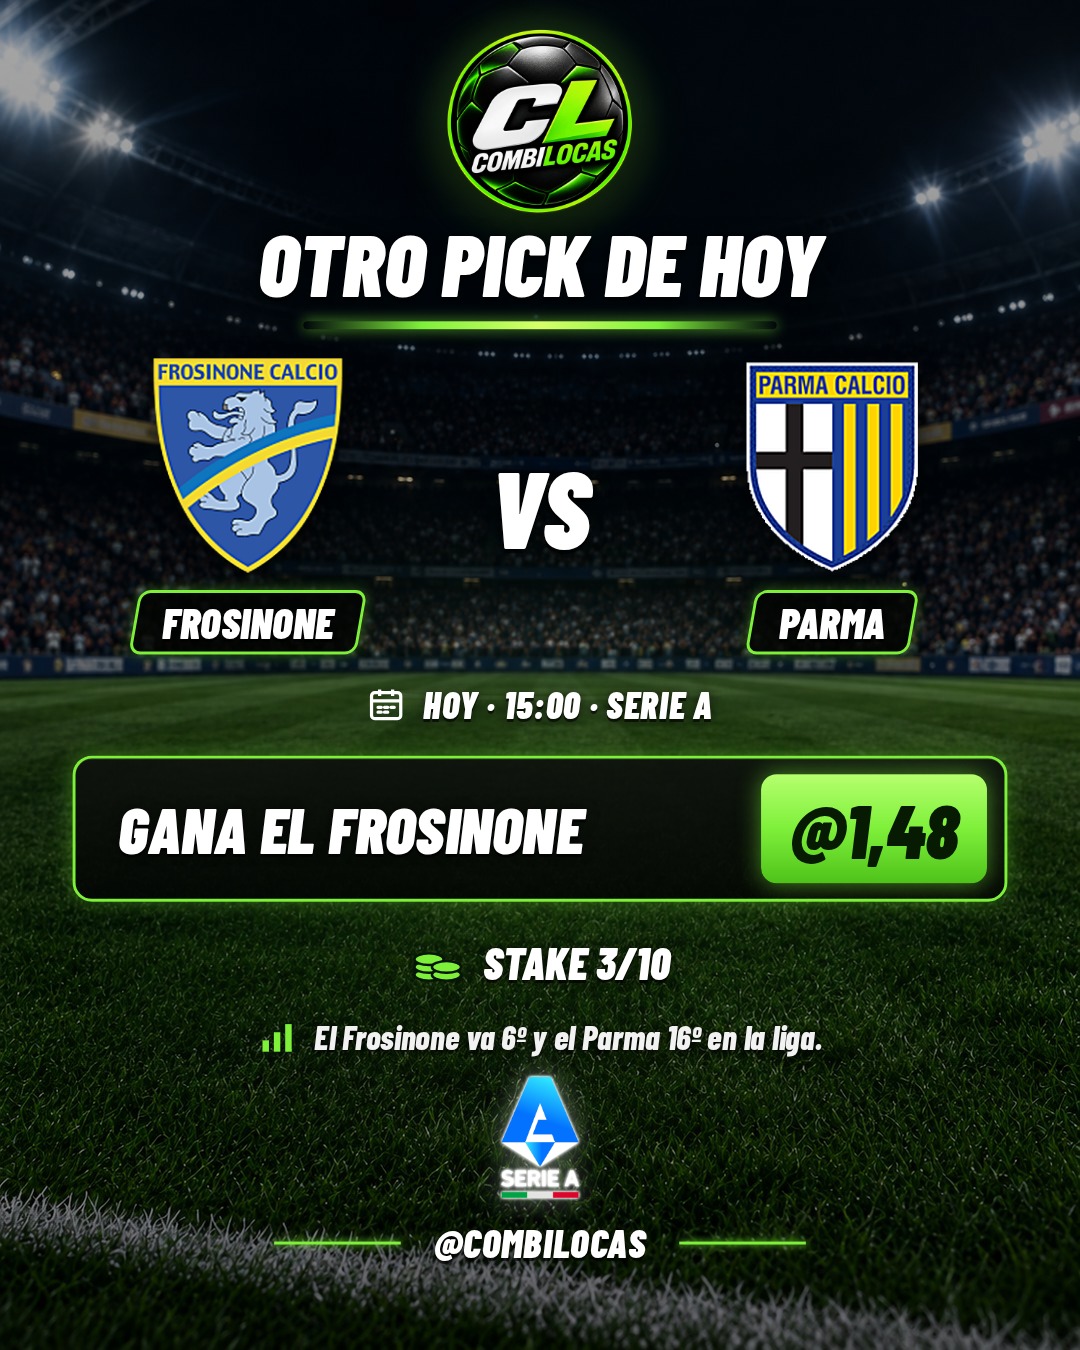 CL
COMBILOCAS
OTRO PICK DE HOY
FROSINONE CALCIO
PARMA CALCIO
VS
FROSINONE
PARMA
HOY · 15:00 · SERIE A
GANA EL FROSINONE
@1,48
STAKE 3/10
El Frosinone va 6º y el Parma 16º en la liga.
SERIE A
@COMBILOCAS